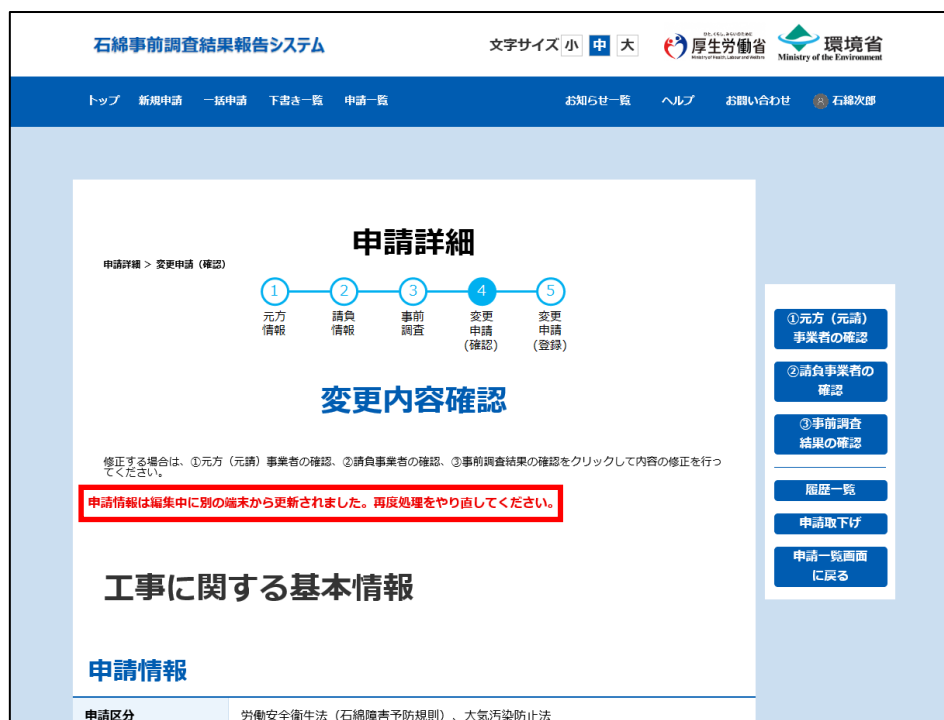 石綿事前調査結果報告システム
文字サイズ 小 中 大
厚生労働省
Ministry of Health, Labour and Welfare
環境省
Ministry of the Environment
トップ 新規申請 一括申請 下書き一覧 申請一覧 お知らせ一覧 ヘルプ お問い合わせ 石綿次郎
申請詳細
申請詳細 > 変更申請（確認）
1 2 3 4 5
元方情報 請負情報 事前調査 変更申請(確認) 変更申請(登録)
変更内容確認
修正する場合は、①元方（元請）事業者の確認、②請負事業者の確認、③事前調査結果の確認をクリックして内容の修正を行っ
てください。
申請情報は編集中に別の端末から更新されました。再度処理をやり直してください。
工事に関する基本情報
申請情報
申請区分 労働安全衛生法（石綿障害予防規則）、大気汚染防止法
①元方（元請）
事業者の確認
②請負事業者の
確認
③事前調査
結果の確認
履歴一覧
申請取下げ
申請一覧画面
に戻る